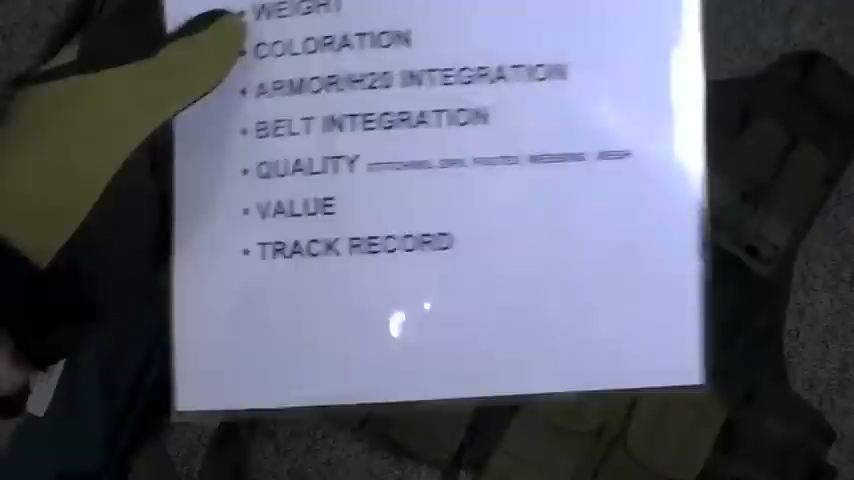 • WEIGHT
• COLORATION
• ARMOR/H20 INTEGRATION
• BELT INTEGRATION
• QUALITY
• VALUE
• TRACK RECORD